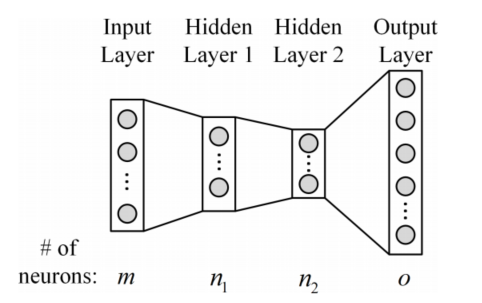 Input Hidden Hidden Output
Layer Layer 1 Layer 2 Layer
# of
neurons: m n1 n2 o